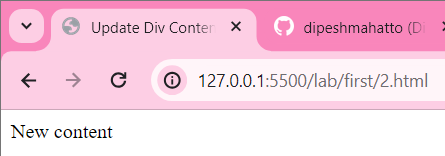 Update Div Conten
dipeshmahatto (D
127.0.0.1:5500/lab/first/2.html
New content